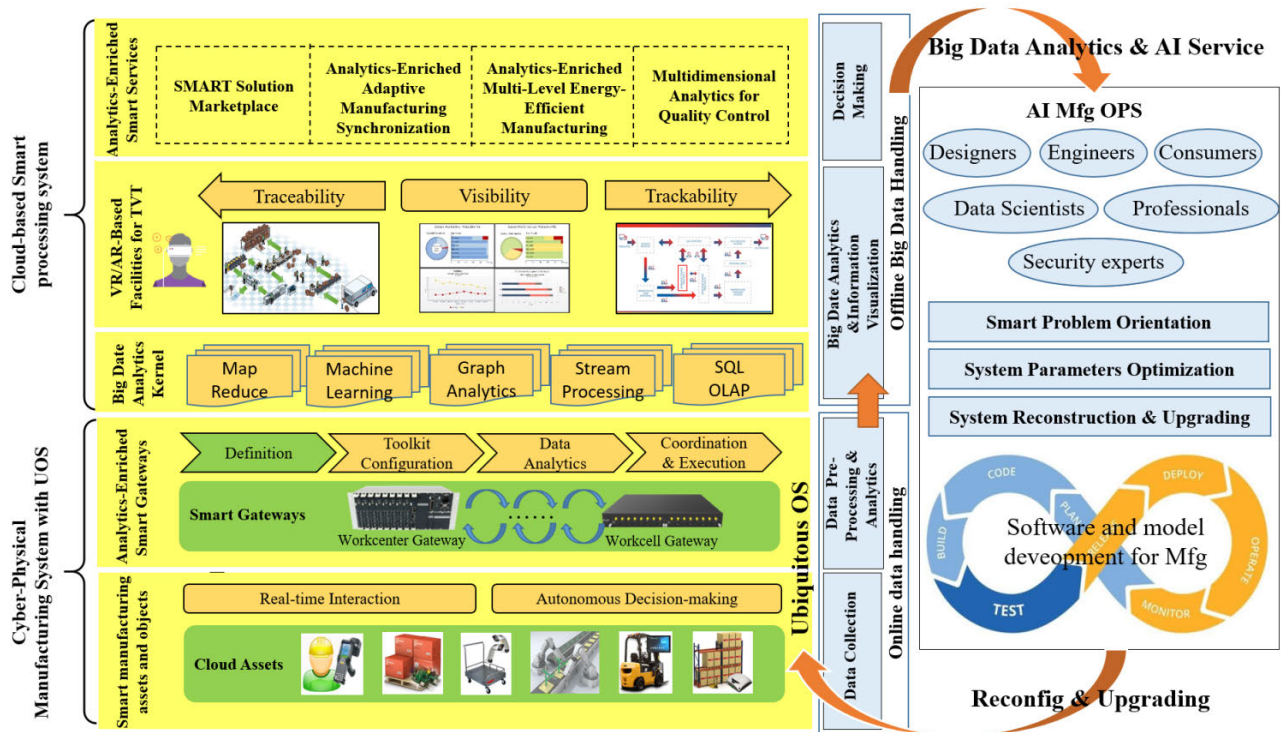 Cloud-based Smart
processing system
Cyber-Physical
Manufacturing System with UOS
Analytics-Enriched
Smart Services
SMART Solution
Marketplace
Analytics-Enriched
Adaptive
Manufacturing
Synchronization
Analytics-Enriched
Multi-Level Energy-
Efficient
Manufacturing
Multidimensional
Analytics for
Quality Control
VR/AR-Based
Facilities for TVT
Traceability
Visibility
Trackability
Big Date
Analytics
Kernel
Map
Reduce
Machine
Learning
Graph
Analytics
Stream
Processing
SQL
OLAP
Analytics-Enriched
Smart Gateways
Definition
Toolkit
Configuration
Data
Analytics
Coordination
& Execution
Smart Gateways
Workcenter Gateway
......
Workcell Gateway
Smart manufacturing
assets and objects
Real-time Interaction
Autonomous Decision-making
Cloud Assets
Ubiquitous OS
Decision
Making
Big Date Analytics
&Information
Visualization
Offline Big Data Handling
Data Pre-
Processing &
Analytics
Data Collection
Online data handling
Big Data Analytics & AI Service
AI Mfg OPS
Designers
Engineers
Consumers
Data Scientists
Professionals
Security experts
Smart Problem Orientation
System Parameters Optimization
System Reconstruction & Upgrading
CODE
BUILD
PLAN
TEST
RELEASE
DEPLOY
OPERATE
MONITOR
Software and model
deveopment for Mfg
Reconfig & Upgrading